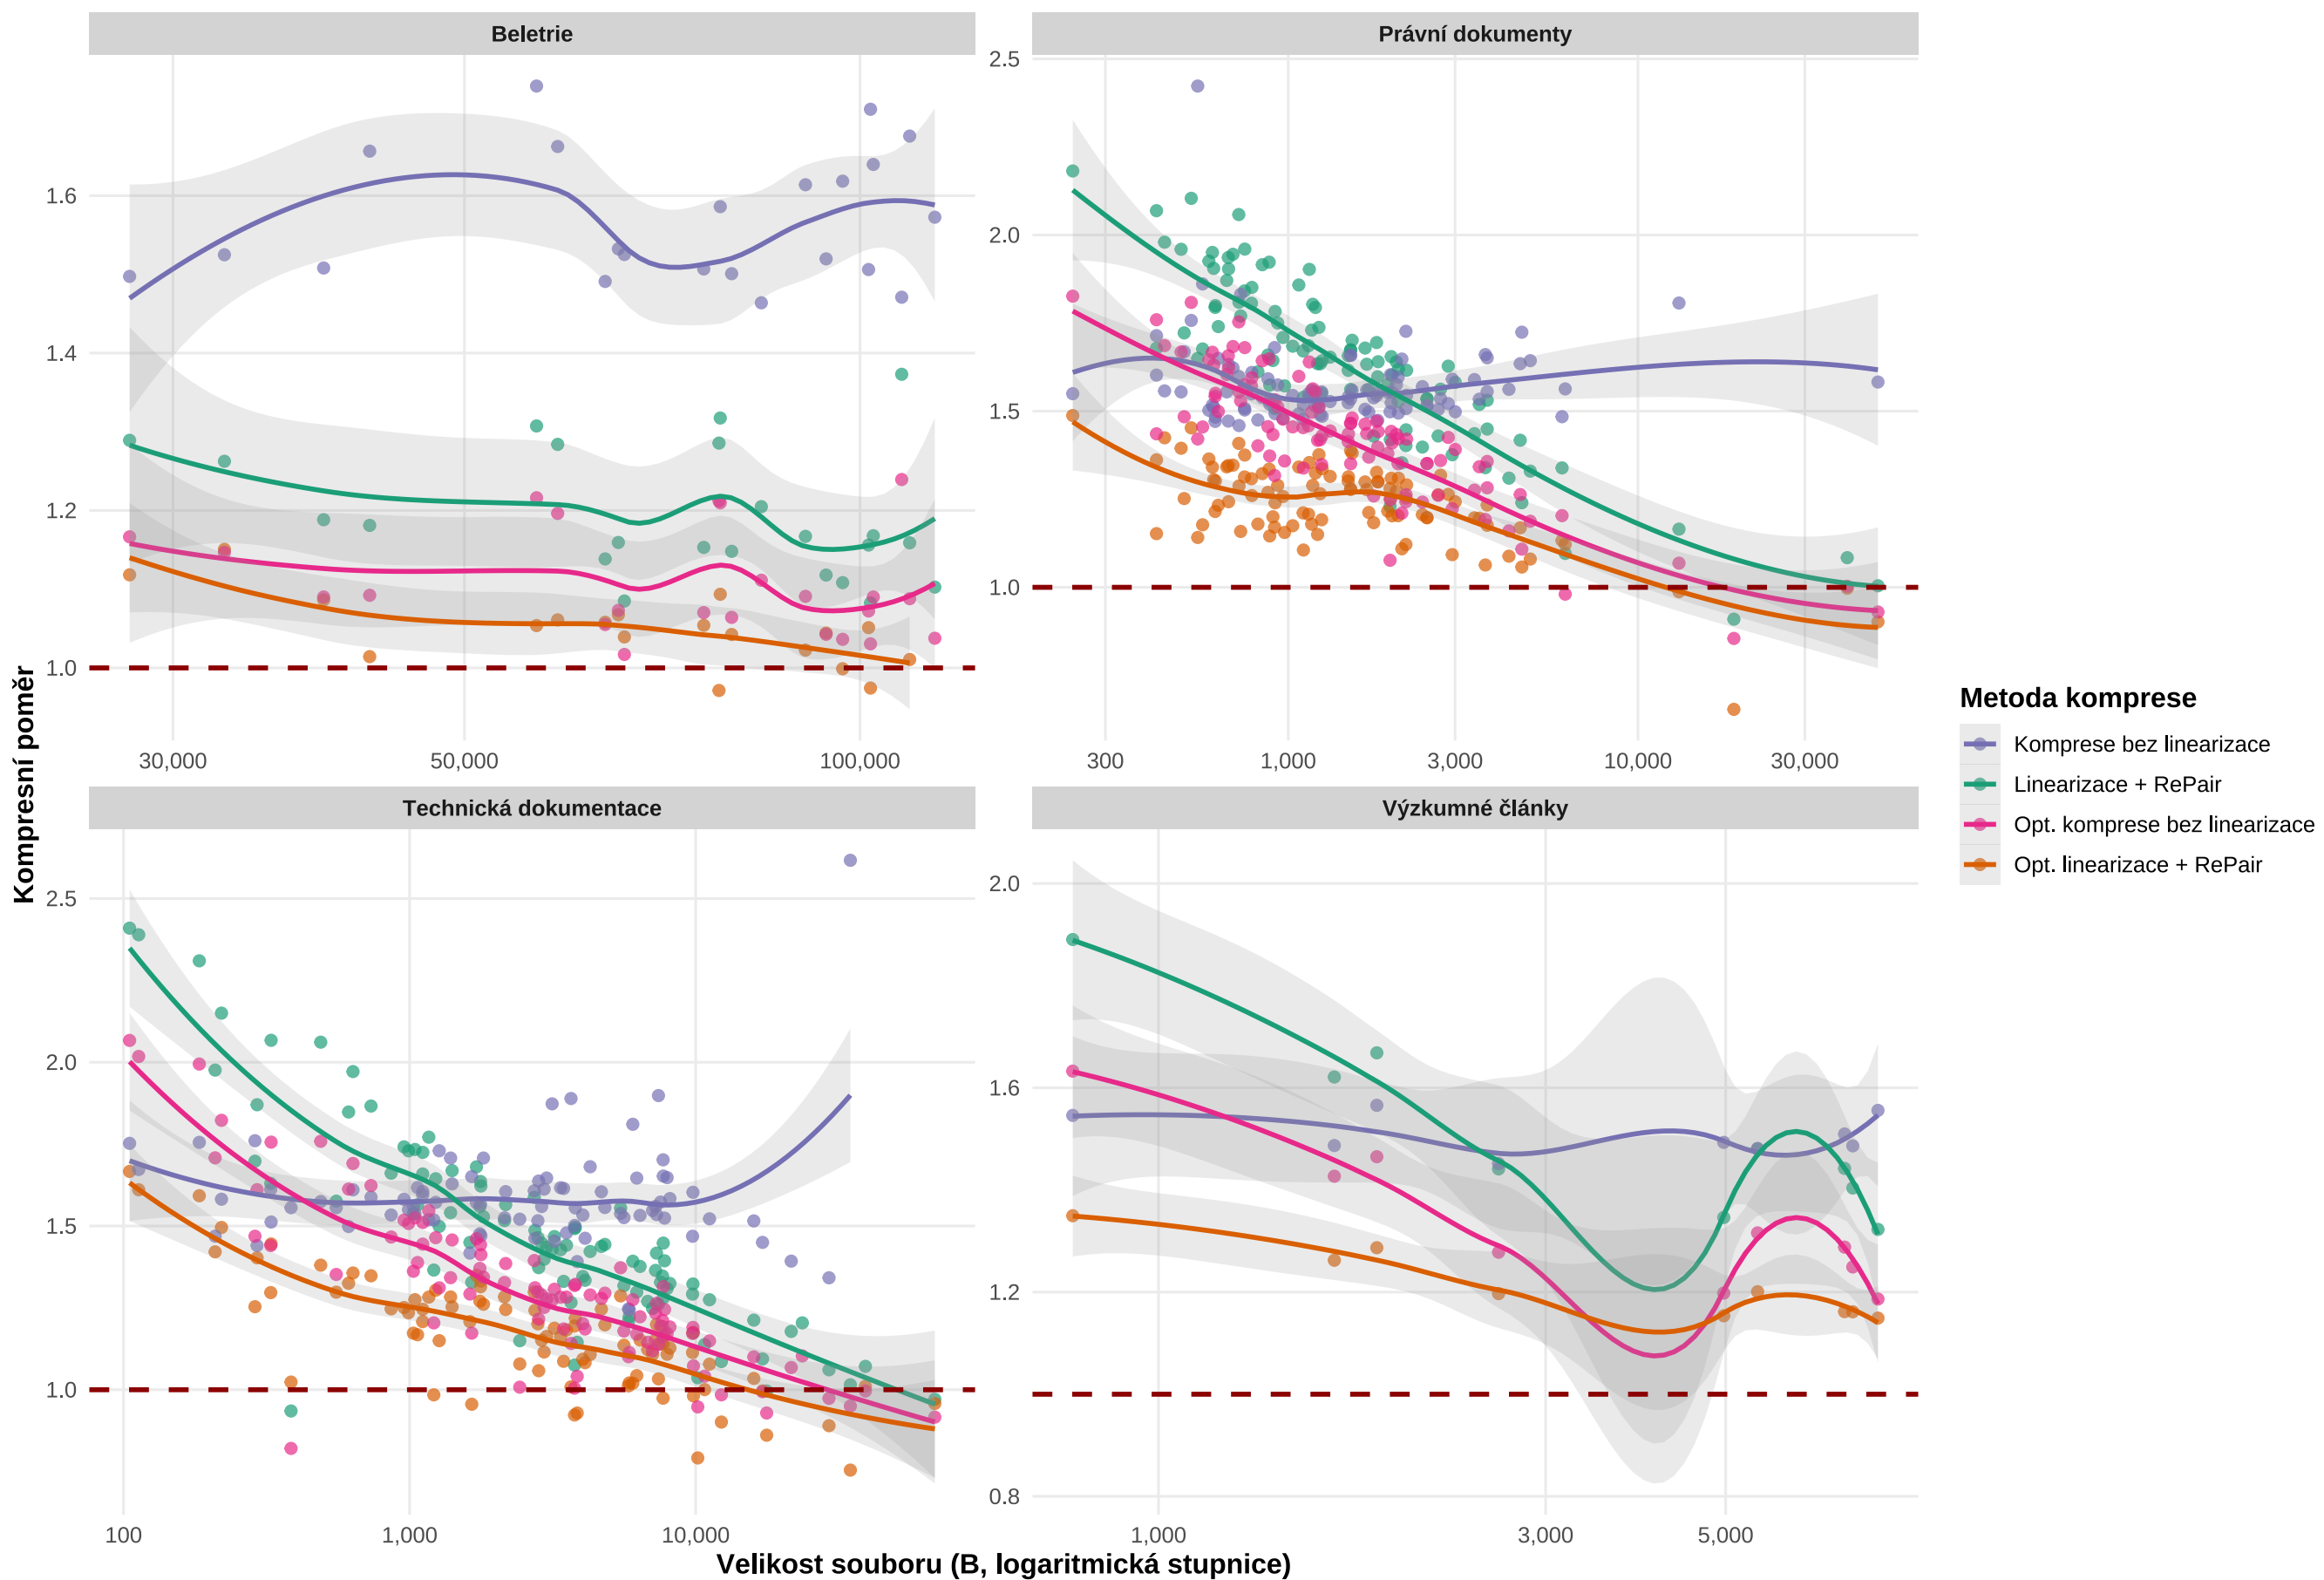 Beletrie
Právní dokumenty
2.5
2.0
1.5
1.0
1.6
1.4
1.2
1.0
30,000 50,000 100,000
300 1,000 3,000 10,000 30,000
Kompresní poměr
Technická dokumentace
Výzkumné články
2.5
2.0
1.5
1.0
2.0
1.6
1.2
0.8
100 1,000 10,000
1,000 3,000 5,000
Velikost souboru (B, logaritmická stupnice)
Metoda komprese
Komprese bez linearizace
Linearizace + RePair
Opt. komprese bez linearizace
Opt. linearizace + RePair